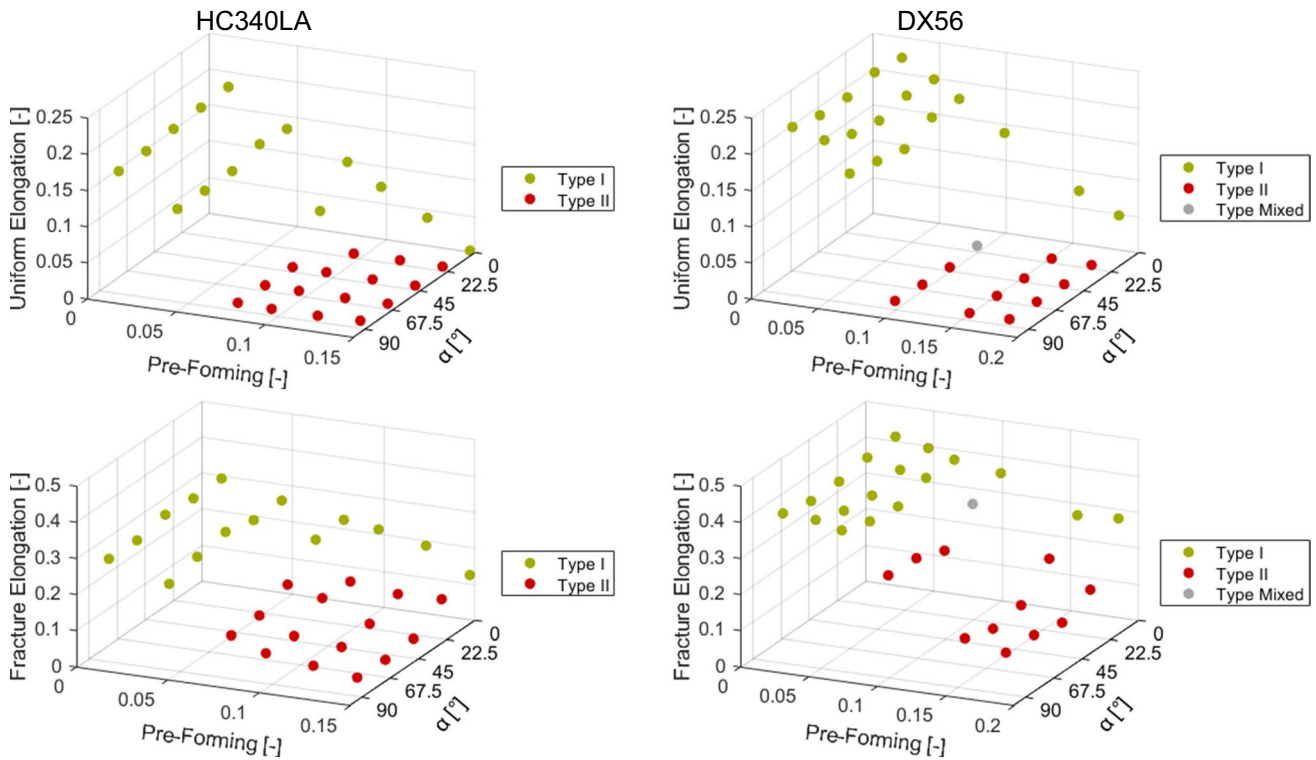 HC340LA
DX56
Uniform Elongation [-]
0.25
0.2
0.15
0.1
0.05
0
0
0.05
0.1
0.15
Pre-Forming [-]
0
22.5
45
67.5
90
α [°]
Type I
Type II
Uniform Elongation [-]
0.25
0.2
0.15
0.1
0.05
0
0
0.05
0.1
0.15
0.2
Pre-Forming [-]
0
22.5
45
67.5
90
α [°]
Type I
Type II
Type Mixed
Fracture Elongation [-]
0.5
0.4
0.3
0.2
0.1
0
0
0.05
0.1
0.15
Pre-Forming [-]
0
22.5
45
67.5
90
α [°]
Type I
Type II
Fracture Elongation [-]
0.5
0.4
0.3
0.2
0.1
0
0
0.05
0.1
0.15
0.2
Pre-Forming [-]
0
22.5
45
67.5
90
α [°]
Type I
Type II
Type Mixed